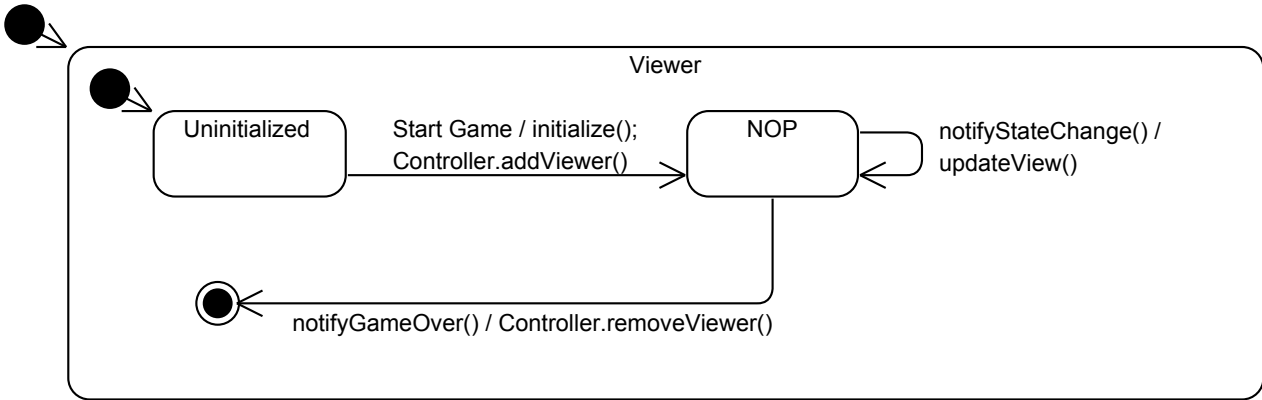 Viewer
Uninitialized
Start Game / initialize();
Controller.addViewer()
NOP
notifyStateChange() /
updateView()
notifyGameOver() / Controller.removeViewer()